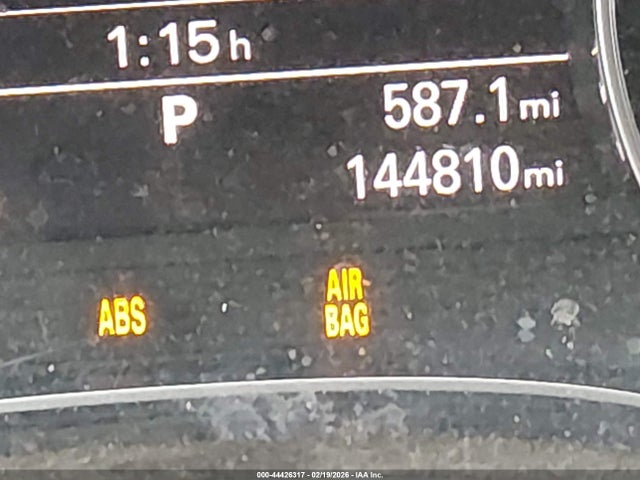 1:15h
P 587.1mi
144810mi
ABS
AIR
BAG
000-44426317 - 02/19/2026 - IAA Inc.